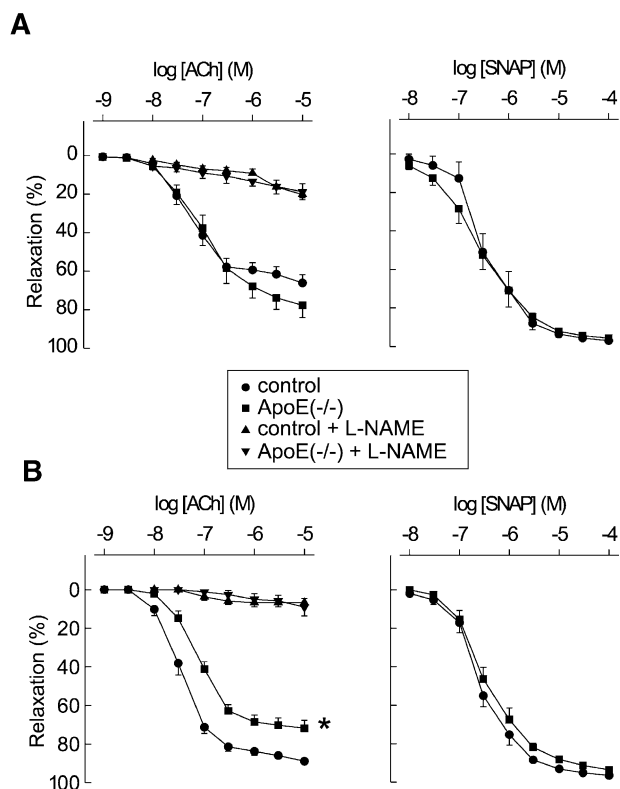 A
log [ACh] (M)
-9 -8 -7 -6 -5
Relaxation (%)
0
20
40
60
80
100
log [SNAP] (M)
-8 -7 -6 -5 -4
control
ApoE(-/-)
control + L-NAME
ApoE(-/-) + L-NAME
B
log [ACh] (M)
-9 -8 -7 -6 -5
Relaxation (%)
0
20
40
60
80
100
*
log [SNAP] (M)
-8 -7 -6 -5 -4